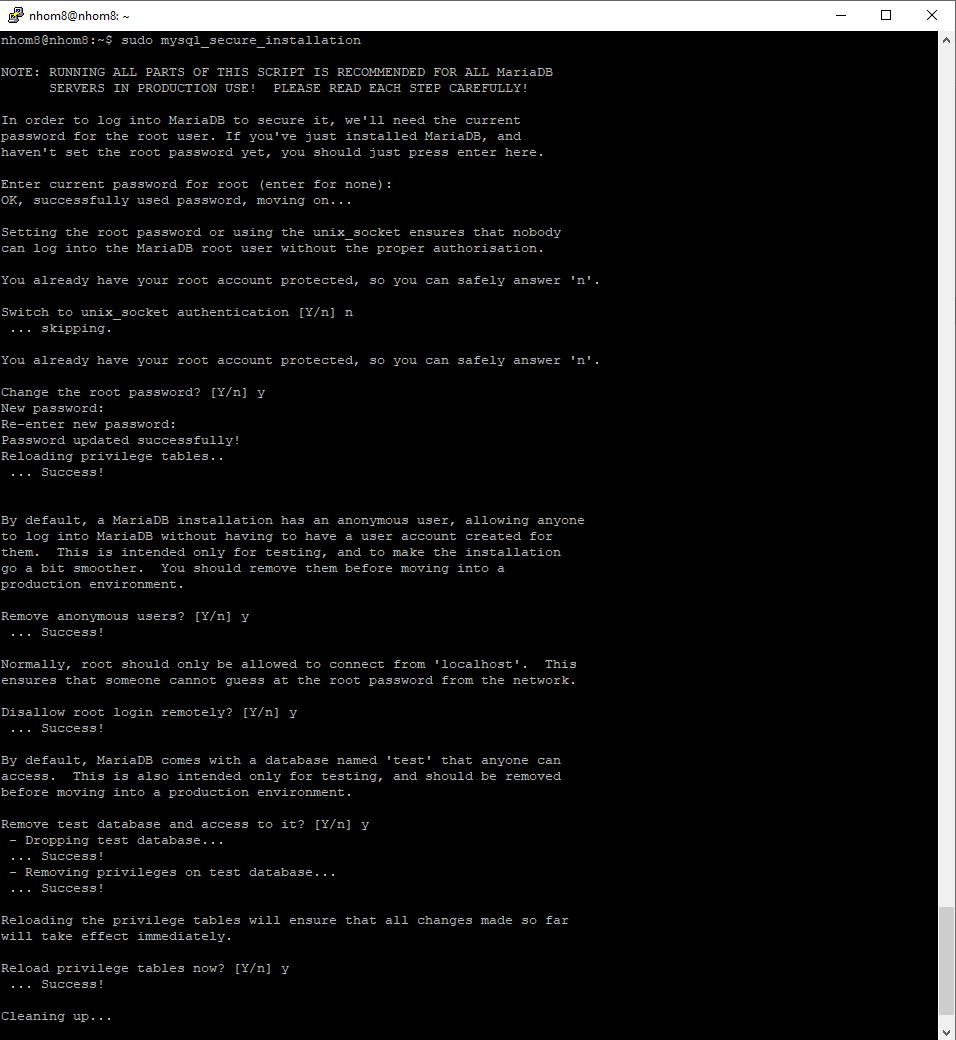 nhom8@nhom8: ~
nhom8@nhom8:~$ sudo mysql_secure_installation
NOTE: RUNNING ALL PARTS OF THIS SCRIPT IS RECOMMENDED FOR ALL MariaDB
      SERVERS IN PRODUCTION USE!  PLEASE READ EACH STEP CAREFULLY!
In order to log into MariaDB to secure it, we'll need the current
password for the root user. If you've just installed MariaDB, and
haven't set the root password yet, you should just press enter here.
Enter current password for root (enter for none):
OK, successfully used password, moving on...
Setting the root password or using the unix_socket ensures that nobody
can log into the MariaDB root user without the proper authorisation.
You already have your root account protected, so you can safely answer 'n'.
Switch to unix_socket authentication [Y/n] n
 ... skipping.
You already have your root account protected, so you can safely answer 'n'.
Change the root password? [Y/n] y
New password:
Re-enter new password:
Password updated successfully!
Reloading privilege tables..
 ... Success!
By default, a MariaDB installation has an anonymous user, allowing anyone
to log into MariaDB without having to have a user account created for
them.  This is intended only for testing, and to make the installation
go a bit smoother.  You should remove them before moving into a
production environment.
Remove anonymous users? [Y/n] y
 ... Success!
Normally, root should only be allowed to connect from 'localhost'.  This
ensures that someone cannot guess at the root password from the network.
Disallow root login remotely? [Y/n] y
 ... Success!
By default, MariaDB comes with a database named 'test' that anyone can
access.  This is also intended only for testing, and should be removed
before moving into a production environment.
Remove test database and access to it? [Y/n] y
 - Dropping test database...
 ... Success!
 - Removing privileges on test database...
 ... Success!
Reloading the privilege tables will ensure that all changes made so far
will take effect immediately.
Reload privilege tables now? [Y/n] y
 ... Success!
Cleaning up...